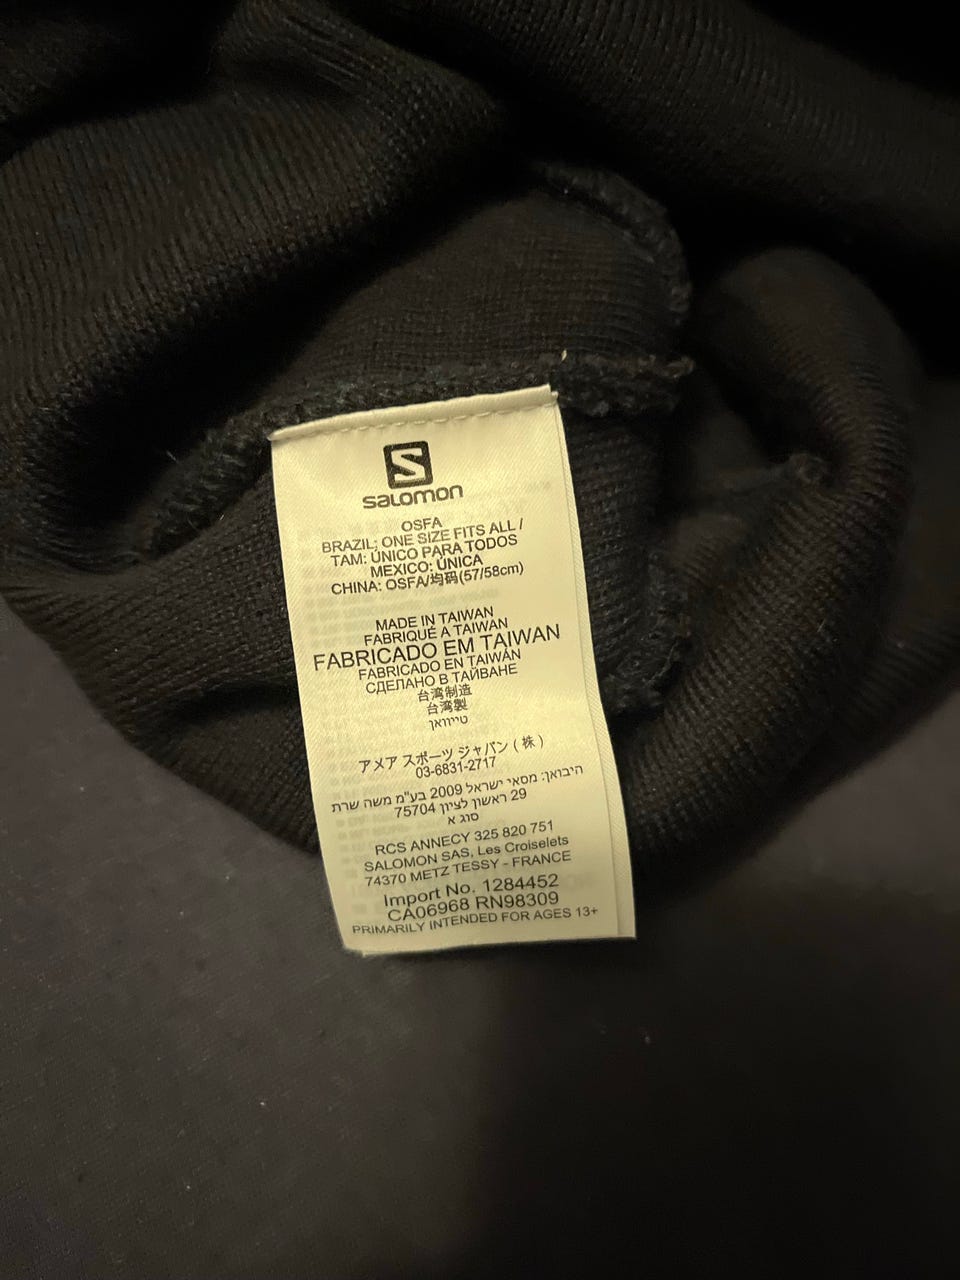 S
SALOMON
OSFA
BRAZIL: ONE SIZE FITS ALL /
TAM: ÚNICO PARA TODOS
MEXICO: ÚNICA
CHINA: OSFA/均码(57/58cm)
MADE IN TAIWAN
FABRIQUÉ A TAIWAN
FABRICADO EM TAIWAN
FABRICADO EN TAIWÁN
СДЕЛАНО В ТАЙВАНЕ
台湾制造
台湾製
טייוואן
アメア スポーツ ジャパン ( 株 )
03-6831-2717
היבואן: מסאי ישראל 2009 בע"מ משה שרת
29 ראשון לציון 75704
סוג א
RCS ANNECY 325 820 751
SALOMON SAS, Les Croiselets
74370 METZ TESSY - FRANCE
Import No. 1284452
CA06968 RN98309
PRIMARILY INTENDED FOR AGES 13+